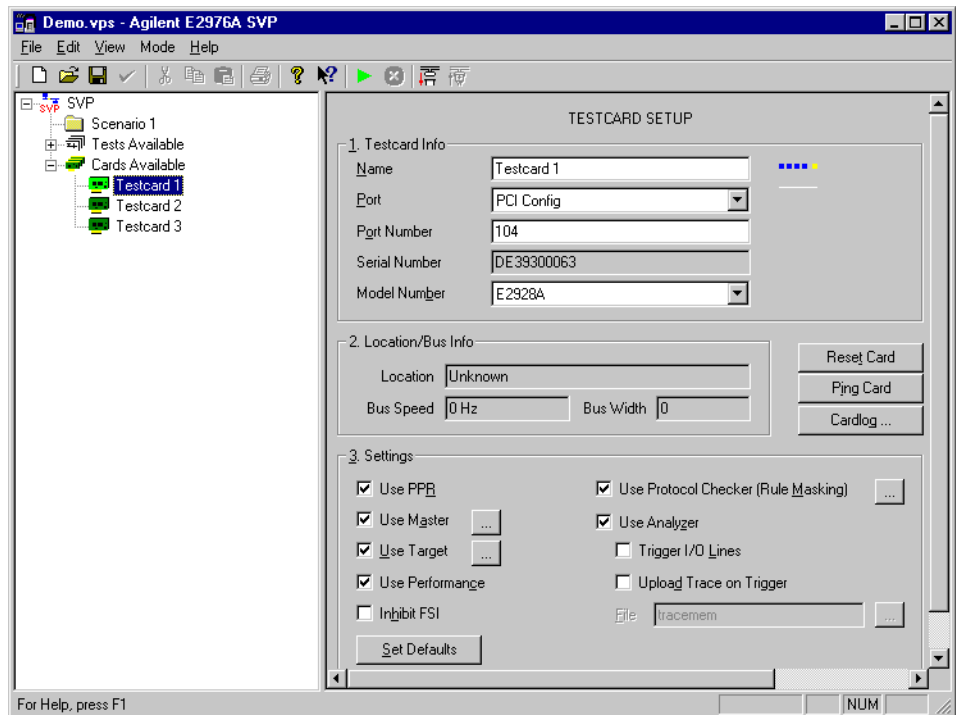 Demo.vps - Agilent E2976A SVP
File Edit View Mode Help
SVP
SVP
Scenario 1
Tests Available
Cards Available
Testcard 1
Testcard 2
Testcard 3
TESTCARD SETUP
1. Testcard Info
Name Testcard 1
Port PCI Config
Port Number 104
Serial Number DE39300063
Model Number E2928A
2. Location/Bus Info
Location Unknown
Bus Speed 0 Hz Bus Width 0
Reset Card
Ping Card
Cardlog ...
3. Settings
Use PPR
Use Protocol Checker (Rule Masking) ...
Use Master ...
Use Analyzer
Use Target ...
Trigger I/O Lines
Use Performance
Upload Trace on Trigger
Inhibit FSI
File tracemem ...
Set Defaults
For Help, press F1 NUM